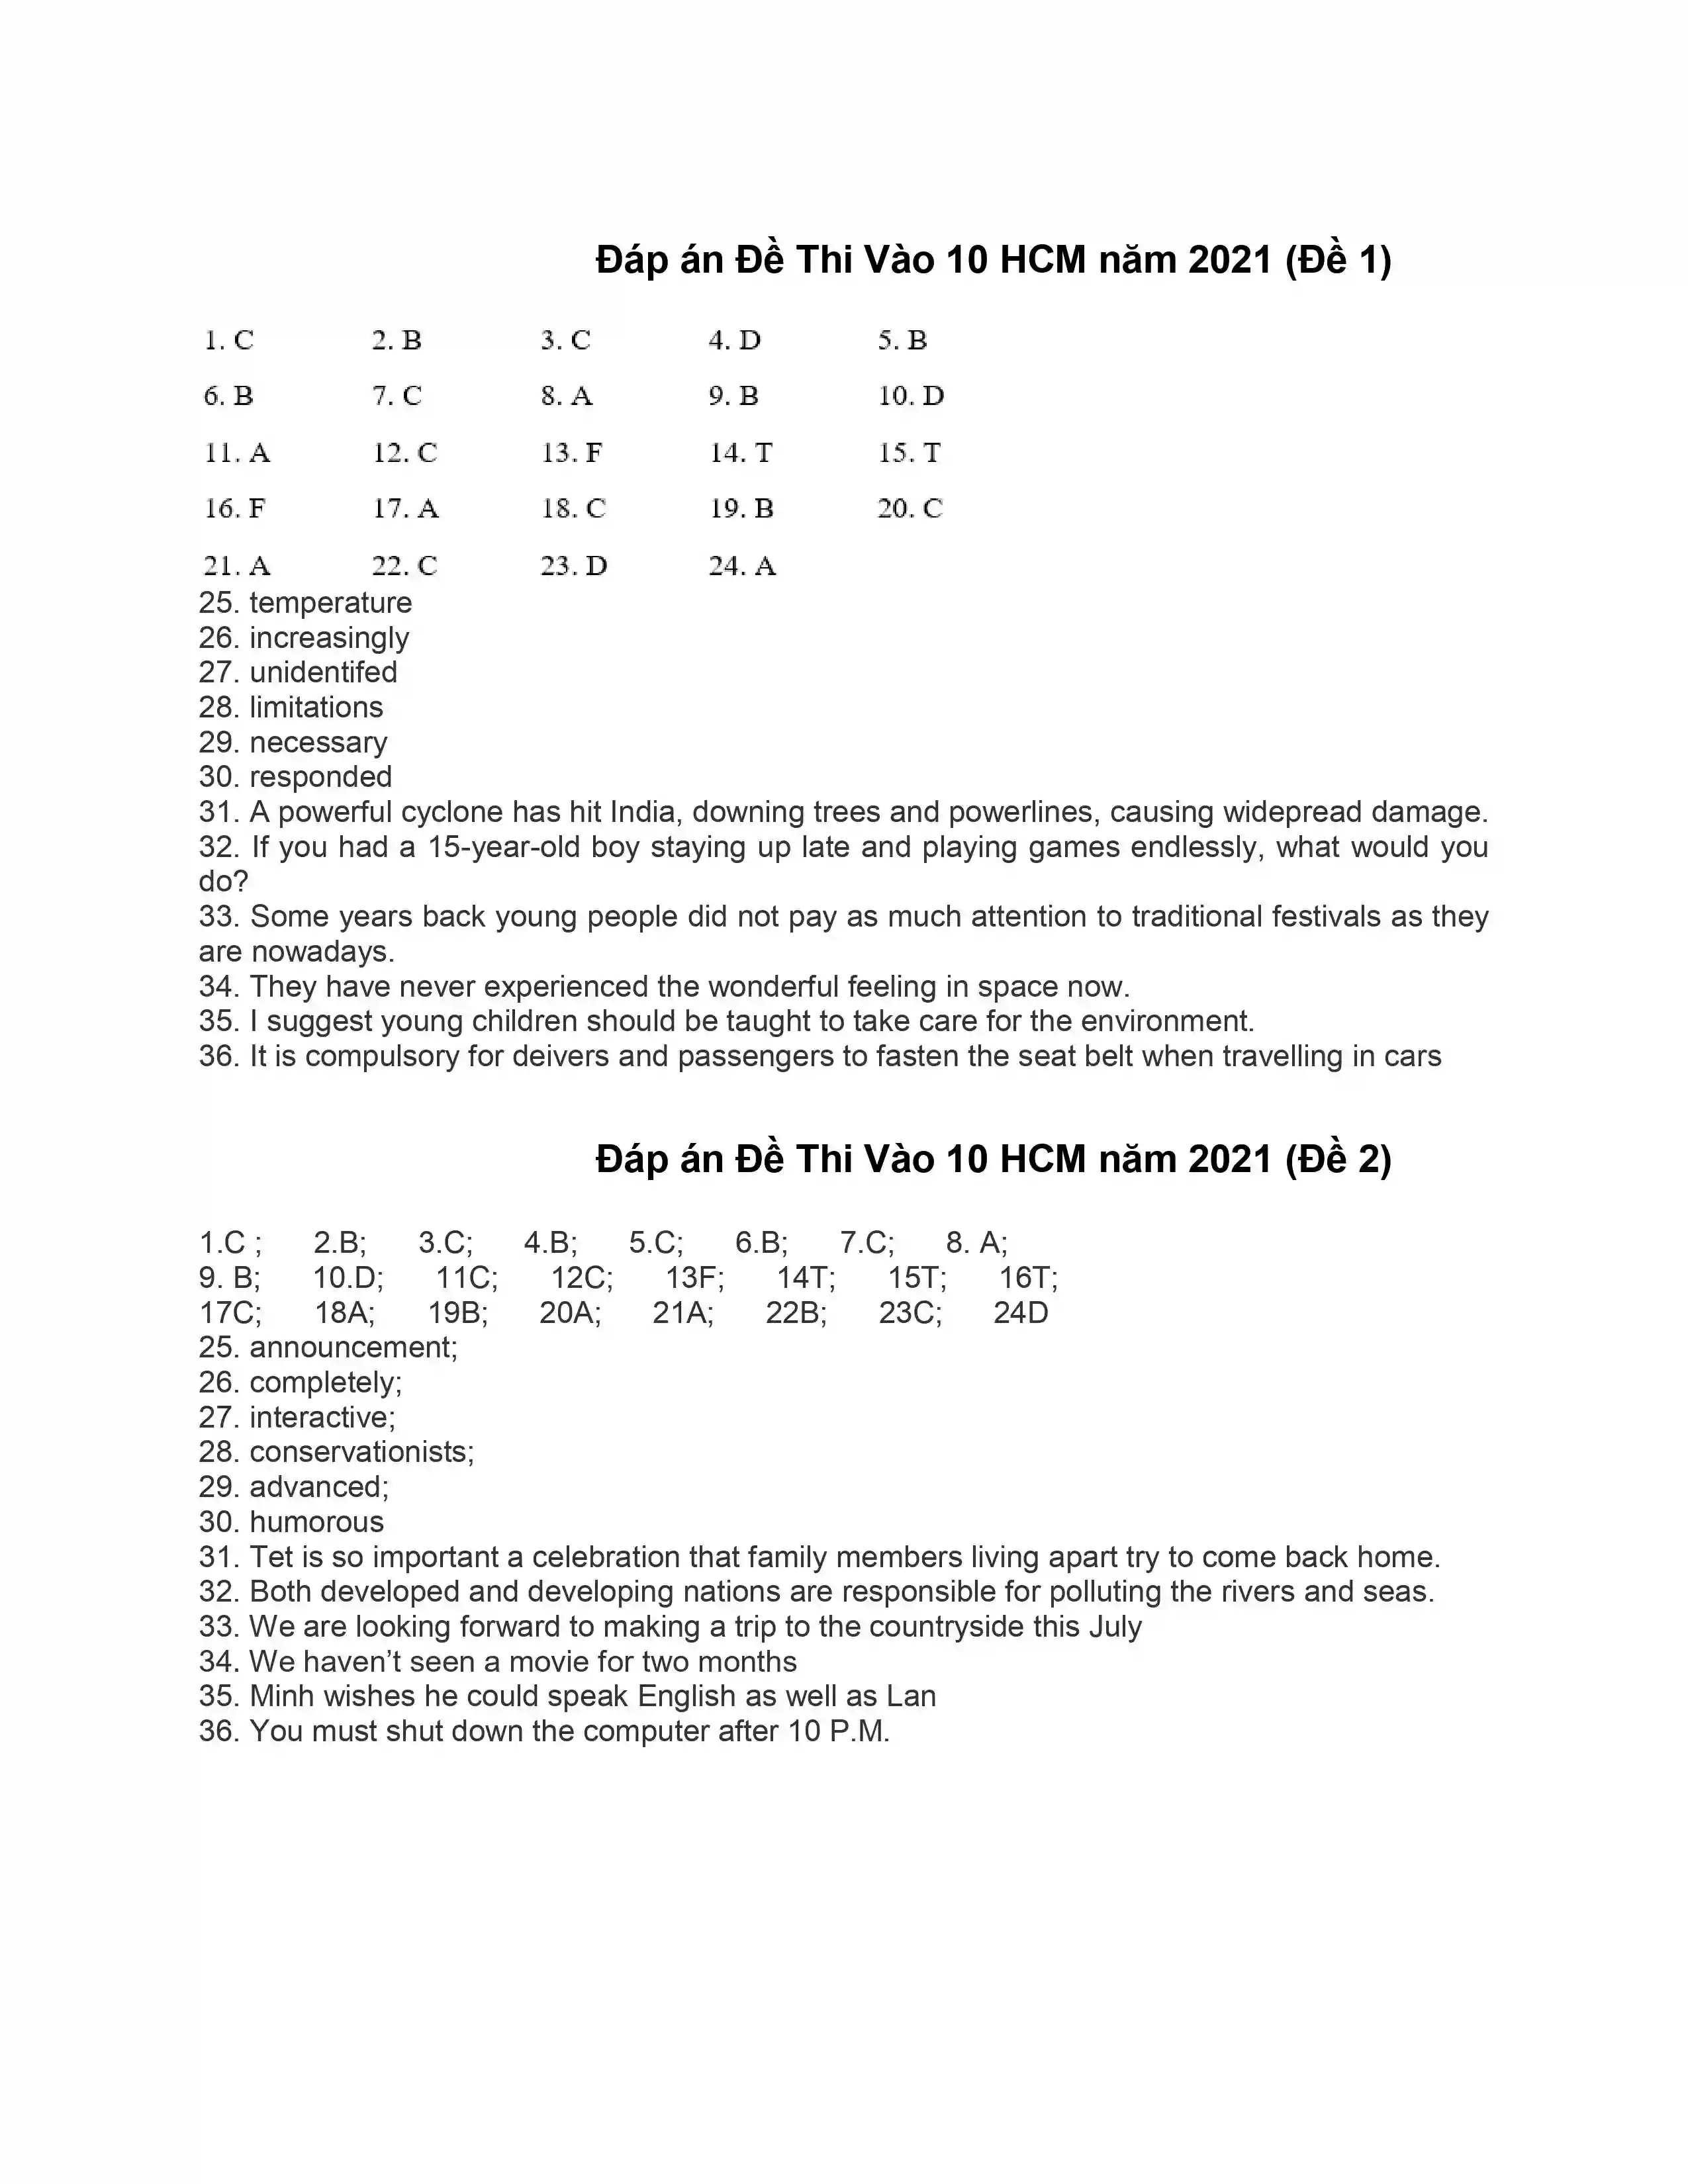 Đáp án Đề Thi Vào 10 HCM năm 2021 (Đề 1)
1. C 2. B 3. C 4. D 5. B
6. B 7. C 8. A 9. B 10. D
11. A 12. C 13. F 14. T 15. T
16. F 17. A 18. C 19. B 20. C
21. A 22. C 23. D 24. A
25. temperature
26. increasingly
27. unidentifed
28. limitations
29. necessary
30. responded
31. A powerful cyclone has hit India, downing trees and powerlines, causing widepread damage.
32. If you had a 15-year-old boy staying up late and playing games endlessly, what would you
do?
33. Some years back young people did not pay as much attention to traditional festivals as they
are nowadays.
34. They have never experienced the wonderful feeling in space now.
35. I suggest young children should be taught to take care for the environment.
36. It is compulsory for deivers and passengers to fasten the seat belt when travelling in cars
Đáp án Đề Thi Vào 10 HCM năm 2021 (Đề 2)
1.C ; 2.B; 3.C; 4.B; 5.C; 6.B; 7.C; 8. A;
9. B; 10.D; 11C; 12C; 13F; 14T; 15T; 16T;
17C; 18A; 19B; 20A; 21A; 22B; 23C; 24D
25. announcement;
26. completely;
27. interactive;
28. conservationists;
29. advanced;
30. humorous
31. Tet is so important a celebration that family members living apart try to come back home.
32. Both developed and developing nations are responsible for polluting the rivers and seas.
33. We are looking forward to making a trip to the countryside this July
34. We haven’t seen a movie for two months
35. Minh wishes he could speak English as well as Lan
36. You must shut down the computer after 10 P.M.